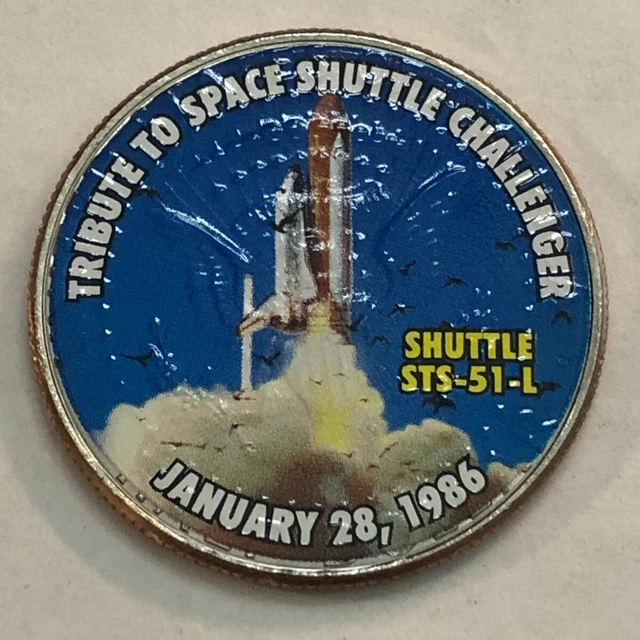 TRIBUTE TO SPACE SHUTTLE CHALLENGER
SHUTTLE
STS-51-L
JANUARY 28, 1986